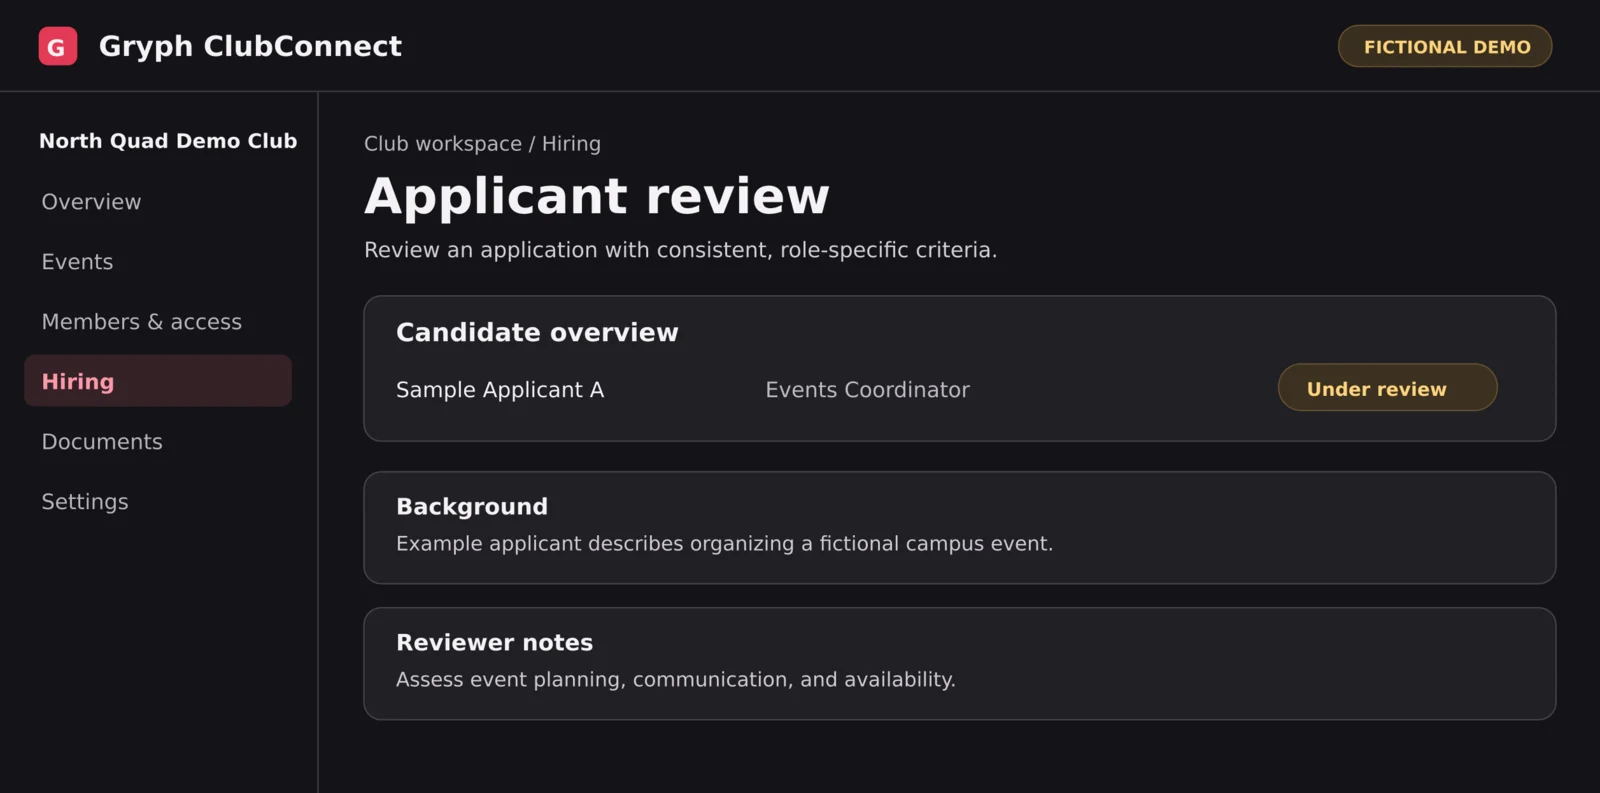 G
Gryph ClubConnect
FICTIONAL DEMO
North Quad Demo Club
Overview
Events
Members & access
Hiring
Documents
Settings
Club workspace / Hiring
Applicant review
Review an application with consistent, role-specific criteria.
Candidate overview
Sample Applicant A
Events Coordinator
Under review
Background
Example applicant describes organizing a fictional campus event.
Reviewer notes
Assess event planning, communication, and availability.